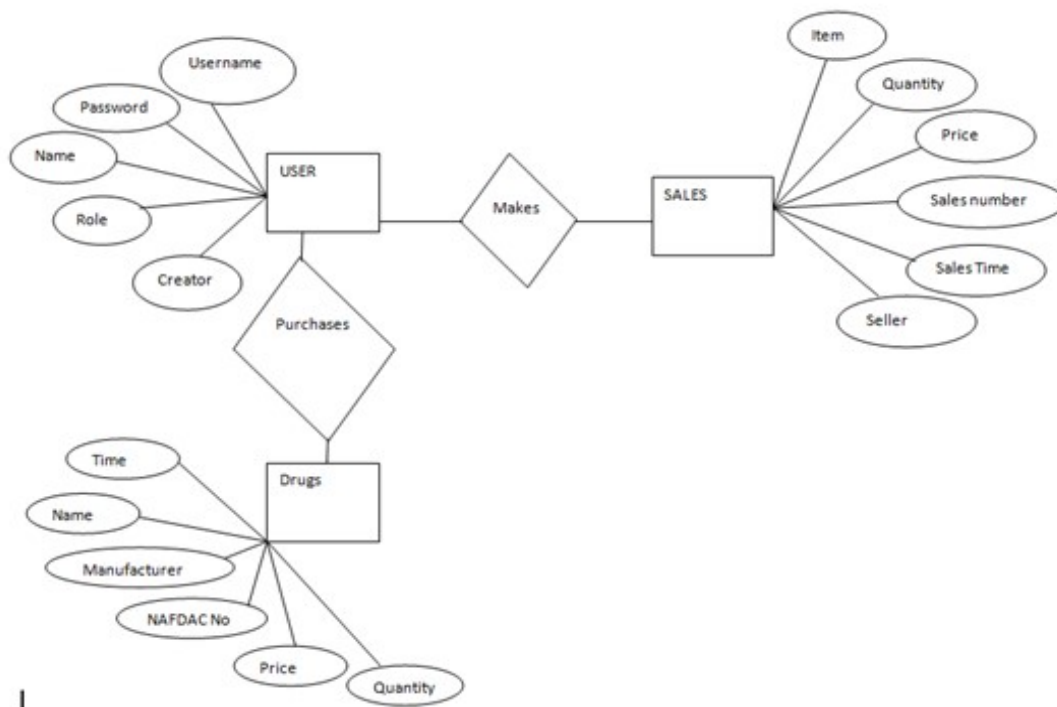 Username
Password
Name
Role
Creator
USER
Makes
SALES
Item
Quantity
Price
Sales number
Sales Time
Seller
Purchases
Drugs
Time
Name
Manufacturer
NAFDAC No
Price
Quantity